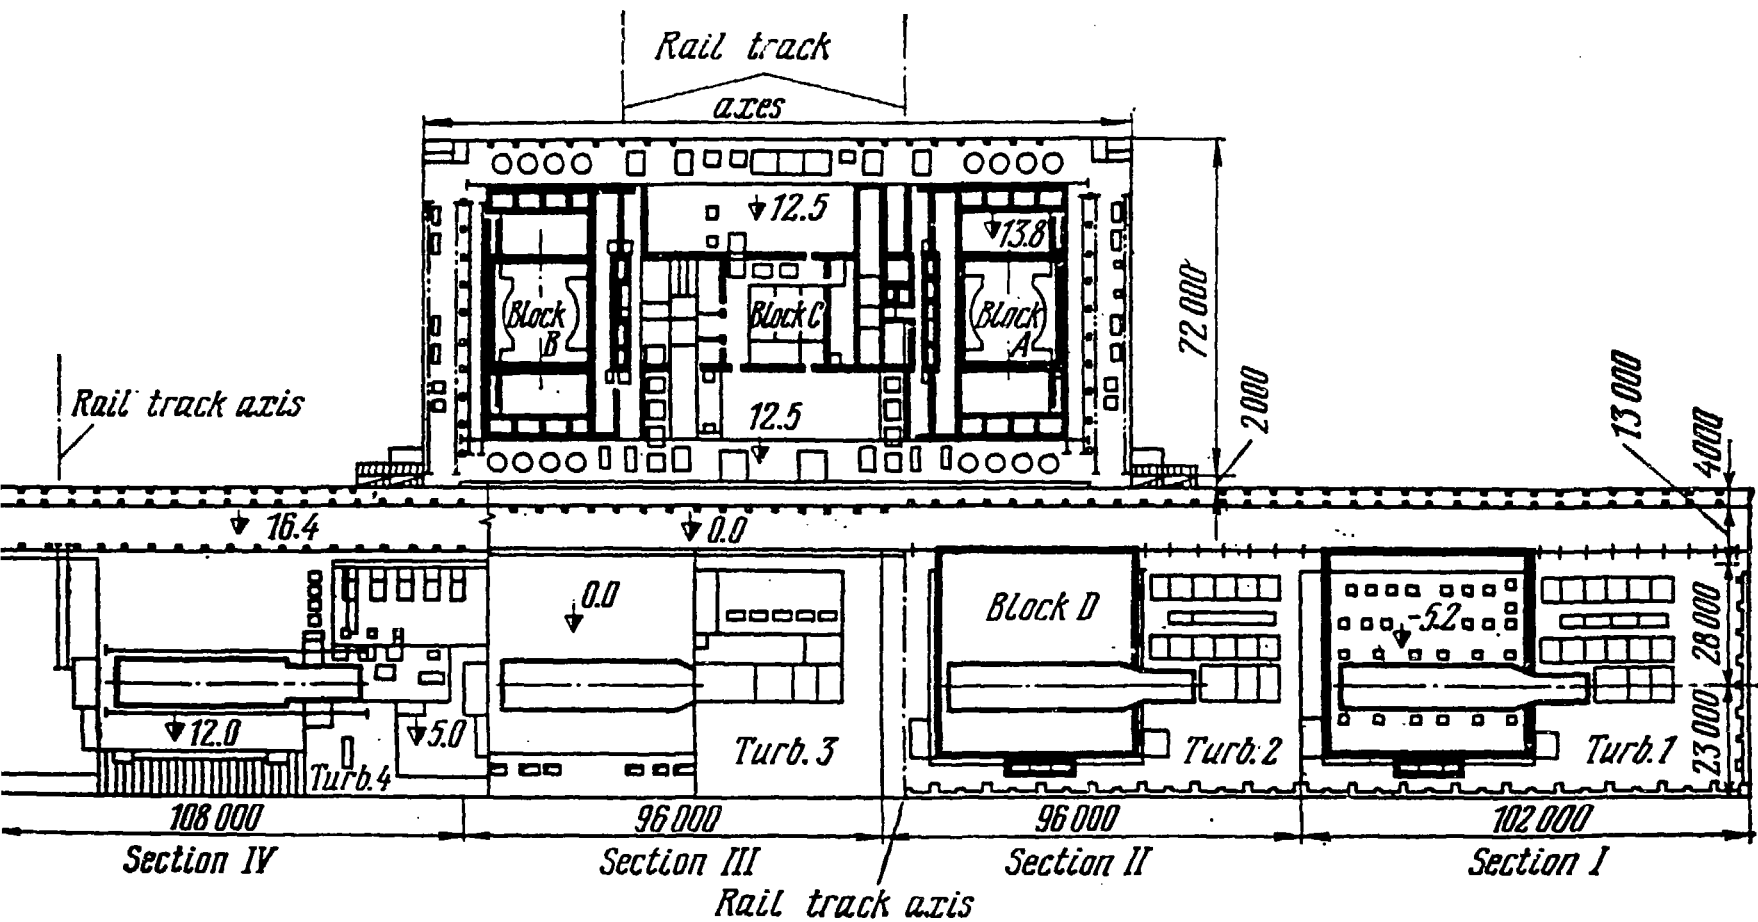 Rail track
axes
12.5
13.8
Block
B
Block C
Block
A
72 000
12.5
2000
13 000
4000
Rail track axis
16.4
0.0
0.0
Block D
-5.2
28 000
12.0
5.0
Turb. 4
Turb. 3
Turb. 2
Turb. 1
23 000
108 000
96 000
96 000
102 000
Section IV
Section III
Section II
Section I
Rail track axis